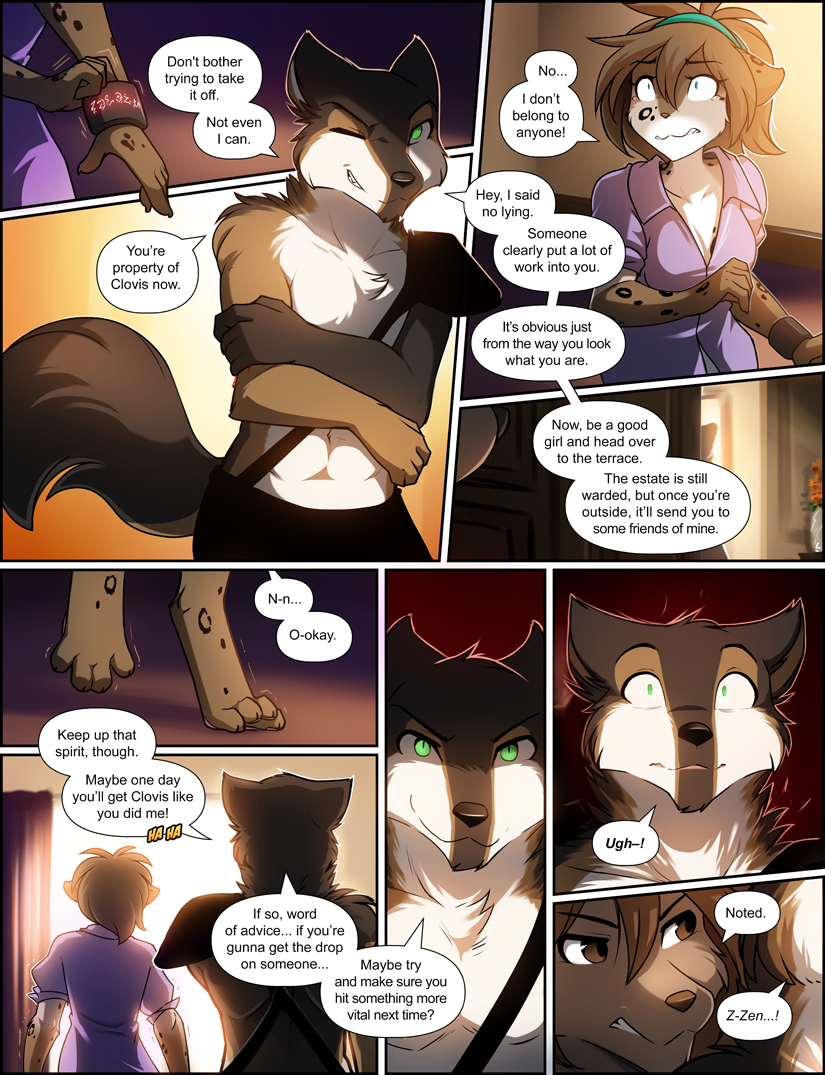 Don't bother
trying to take
it off.
Not even
I can.
You're
property of
Clovis now.
No...
I don't
belong to
anyone!
Hey, I said
no lying.
Someone
clearly put a lot of
work into you.
It's obvious just
from the way you look
what you are.
Now, be a good
girl and head over
to the terrace.
The estate is still
warded, but once you're
outside, it'll send you to
some friends of mine.
N-n...
O-okay.
Keep up that
spirit, though.
Maybe one day
you'll get Clovis like
you did me!
HA HA
If so, word
of advice... if you're
gunna get the drop
on someone...
Maybe try
and make sure you
hit something more
vital next time?
Ugh–!
Noted.
Z-Zen...!